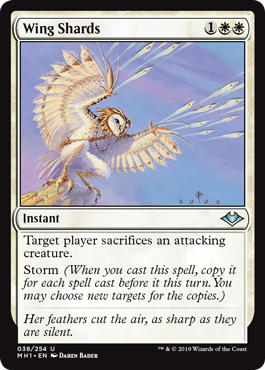 Wing Shards 1
Instant
Target player sacrifices an attacking
creature.
Storm (When you cast this spell, copy it
for each spell cast before it this turn. You
may choose new targets for the copies.)
Her feathers cut the air, as sharp as they
are silent.
038/254 U
MH1 • EN DAREN BADER
™ & © 2019 Wizards of the Coast